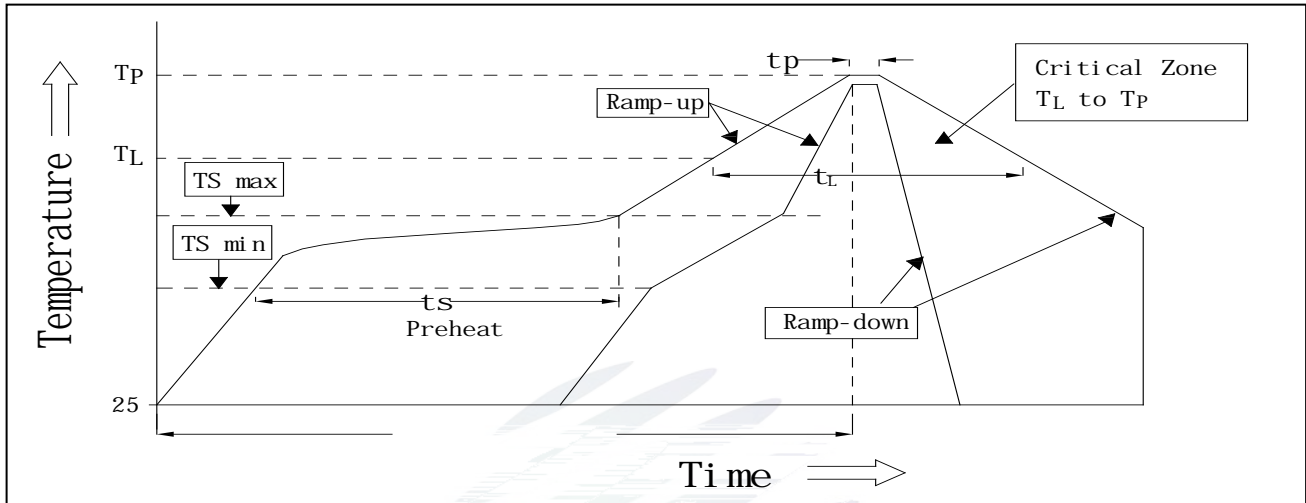 tp
Critical Zone
TL to TP
TP
Ramp-up
TL
TS max
tL
TS min
ts
Preheat
Ramp-down
25
Temperature
Time